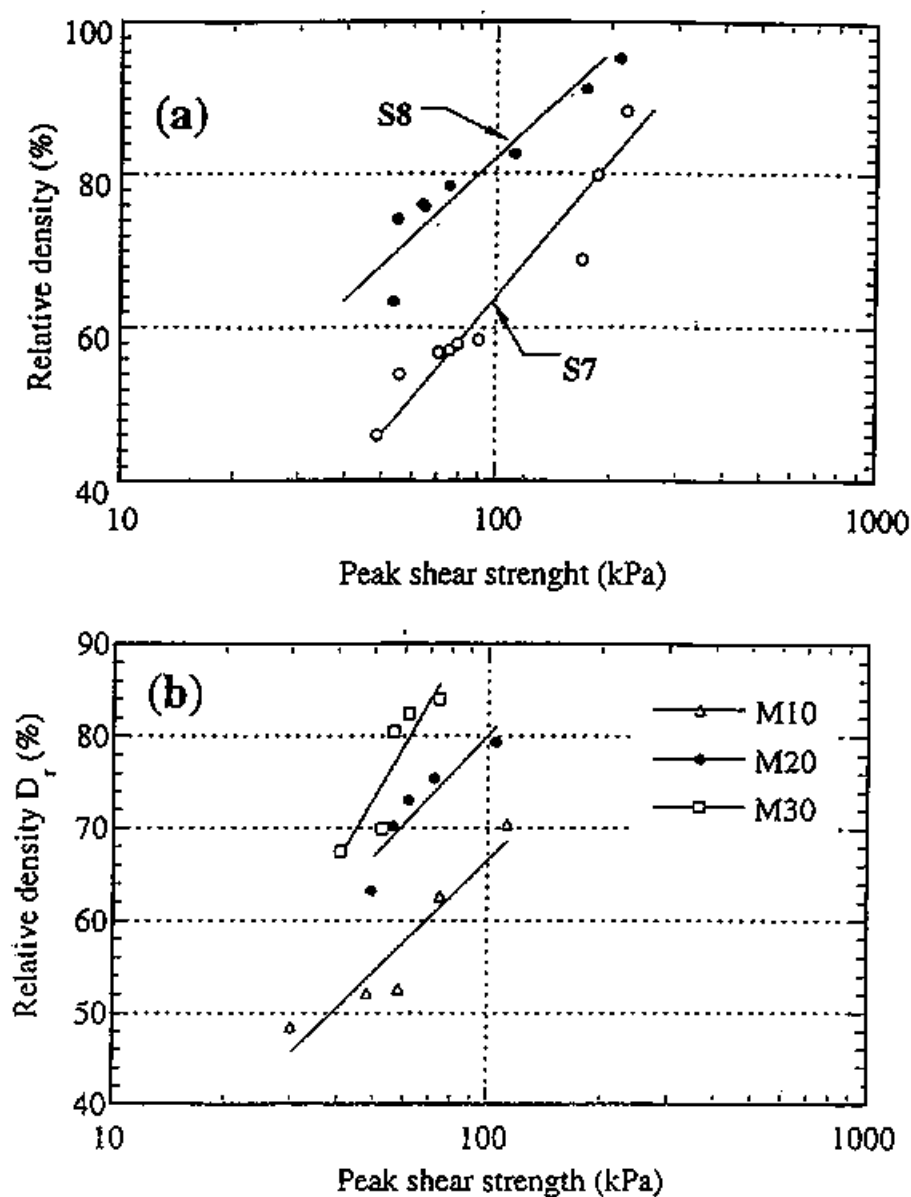 100
(a)
S8
80
Relative density (%)
60
S7
40
10
100
1000
Peak shear strenght (kPa)
90
(b)
M10
80
M20
M30
70
Relative density D_r (%)
60
50
40
10
100
1000
Peak shear strength (kPa)